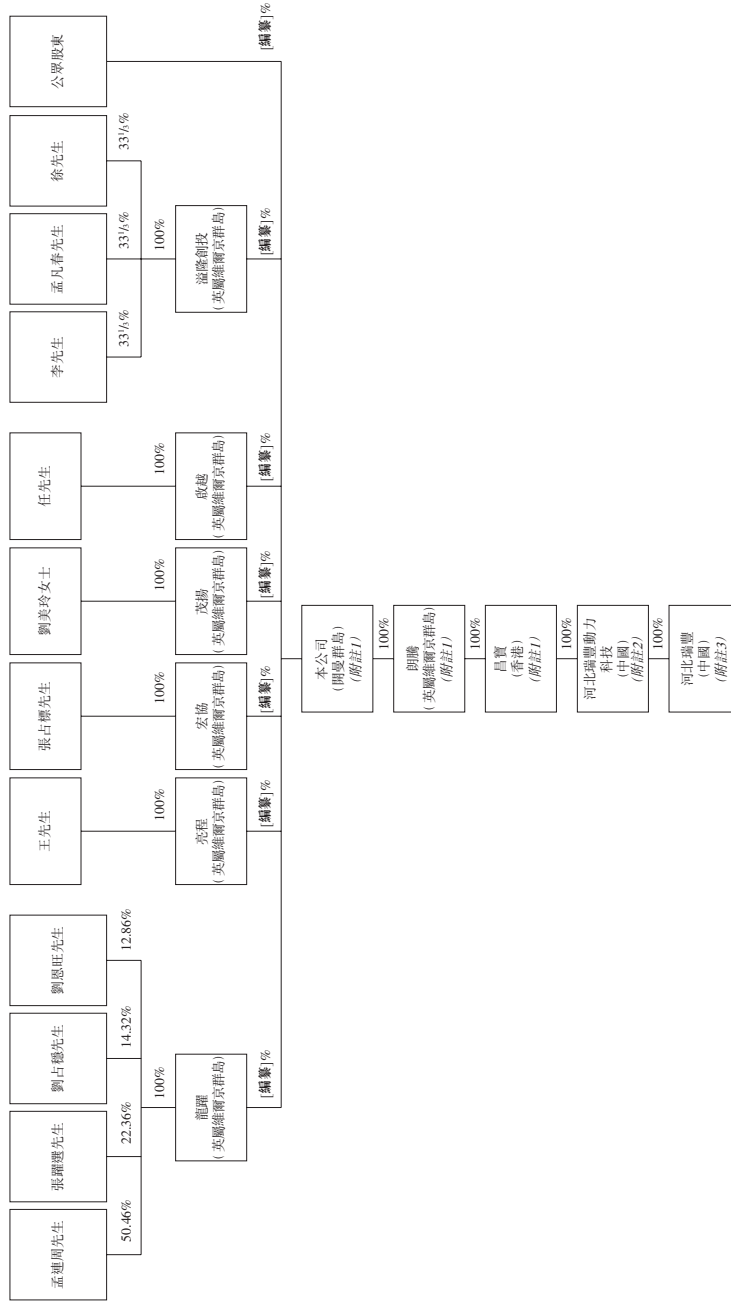 孟連周先生
張躍選先生
劉占穩先生
劉恩旺先生
王先生
張占標先生
劉美玲女士
任先生
李先生
孟凡春先生
徐先生
公眾股東
50.46%
22.36%
14.32%
12.86%
33¹/₃%
33¹/₃%
33¹/₃%
100%
100%
100%
100%
100%
100%
龍躍
(英屬維爾京群島)
亮程
(英屬維爾京群島)
宏協
(英屬維爾京群島)
茂揚
(英屬維爾京群島)
啟越
(英屬維爾京群島)
溢隆創投
(英屬維爾京群島)
[編纂]%
[編纂]%
[編纂]%
[編纂]%
[編纂]%
[編纂]%
[編纂]%
本公司
(開曼群島)
(附註1)
100%
朗騰
(英屬維爾京群島)
(附註1)
100%
昌寶
(香港)
(附註1)
100%
河北瑞豐動力
科技
(中國)
(附註2)
100%
河北瑞豐
(中國)
(附註3)